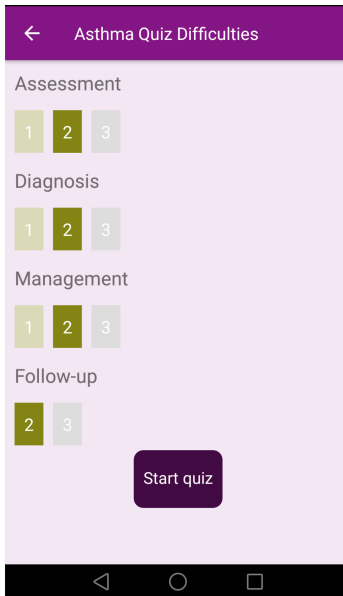 Asthma Quiz Difficulties
Assessment
1 2 3
Diagnosis
1 2 3
Management
1 2 3
Follow-up
2 3
Start quiz